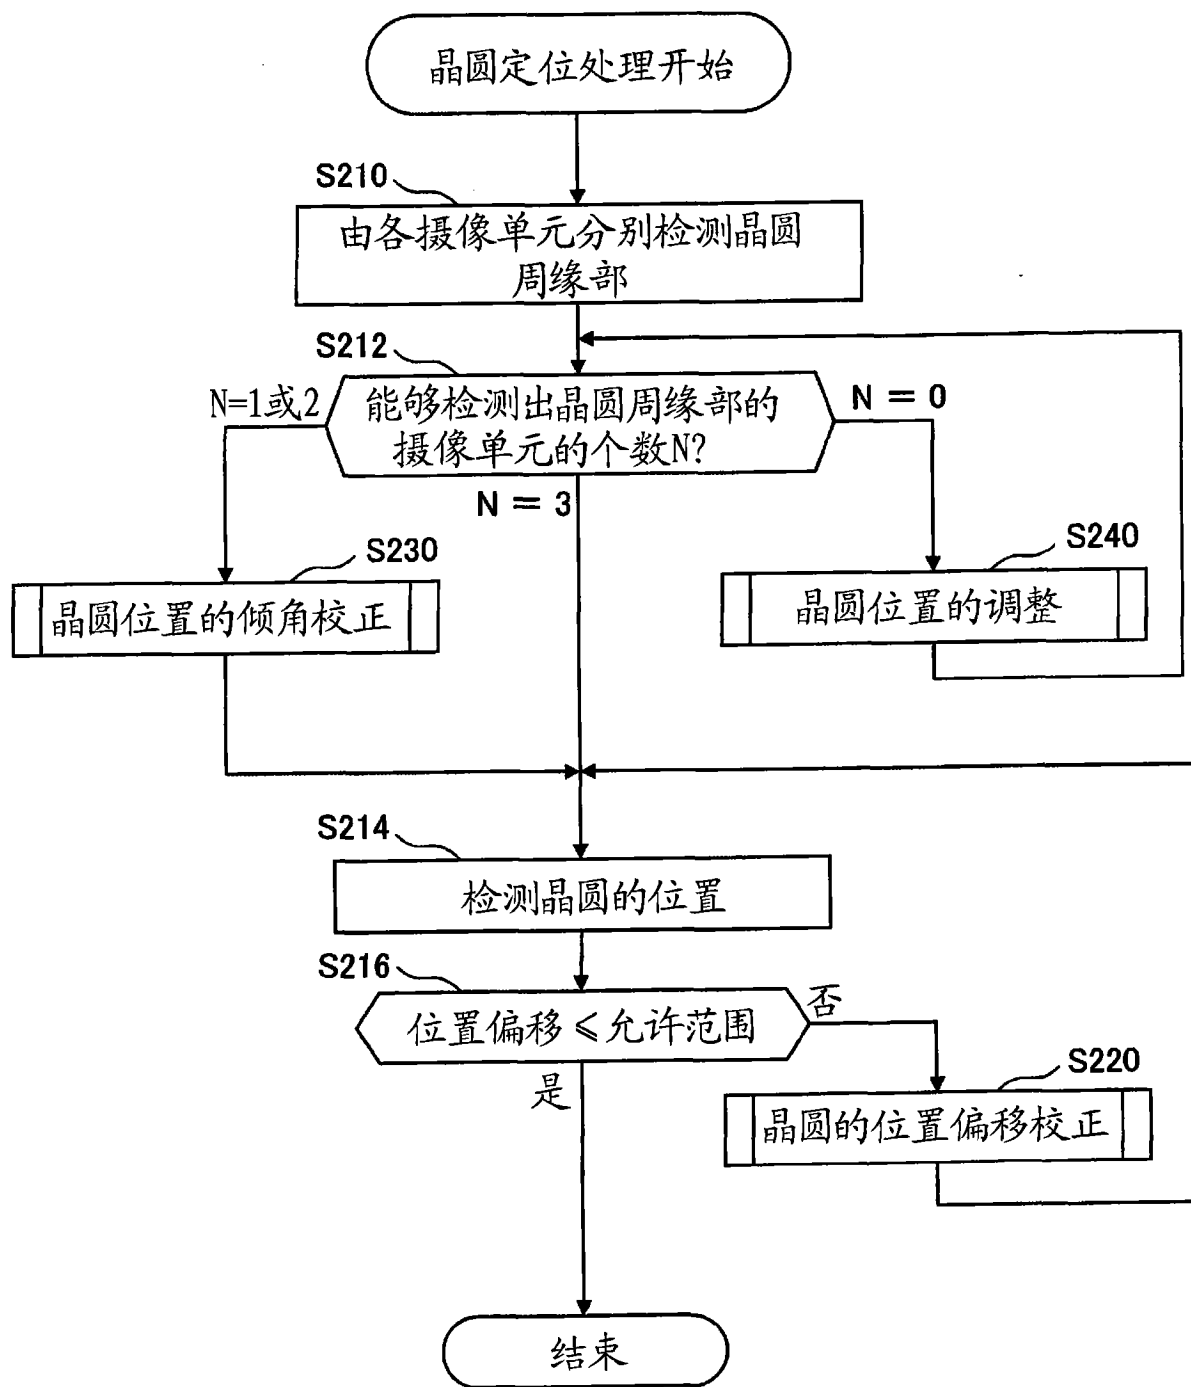 晶圆定位处理开始
S210
由各摄像单元分别检测晶圆
周缘部
S212
N=1或2
能够检测出晶圆周缘部的
摄像单元的个数N?
N = 0
N = 3
S230
晶圆位置的倾角校正
S240
晶圆位置的调整
S214
检测晶圆的位置
S216
位置偏移≤允许范围
否
是
S220
晶圆的位置偏移校正
结束